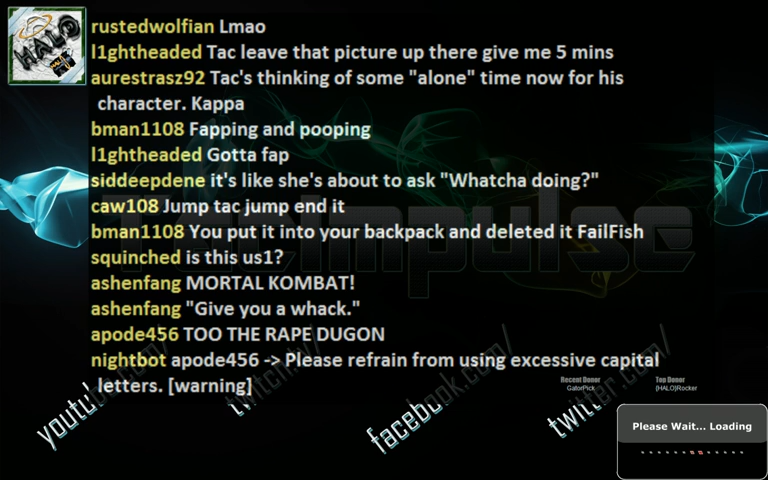 HALO
rustedwolfian Lmao
l1ghtheaded Tac leave that picture up there give me 5 mins
aurestrasz92 Tac's thinking of some "alone" time now for his
character. Kappa
bman1108 Fapping and pooping
l1ghtheaded Gotta fap
siddeepdene it's like she's about to ask "Whatcha doing?"
caw108 Jump tac jump end it
bman1108 You put it into your backpack and deleted it FailFish
squinched is this us1?
TacImpulse
ashenfang MORTAL KOMBAT!
ashenfang "Give you a whack."
apode456 TOO THE RAPE DUGON
nightbot apode456 -> Please refrain from using excessive capital
letters. [warning]
Recent Donor
GatorPick
Top Donor
(HALO)Rocker
youtube.com/
twitch.tv/
facebook.com/
twitter.com/
Please Wait... Loading